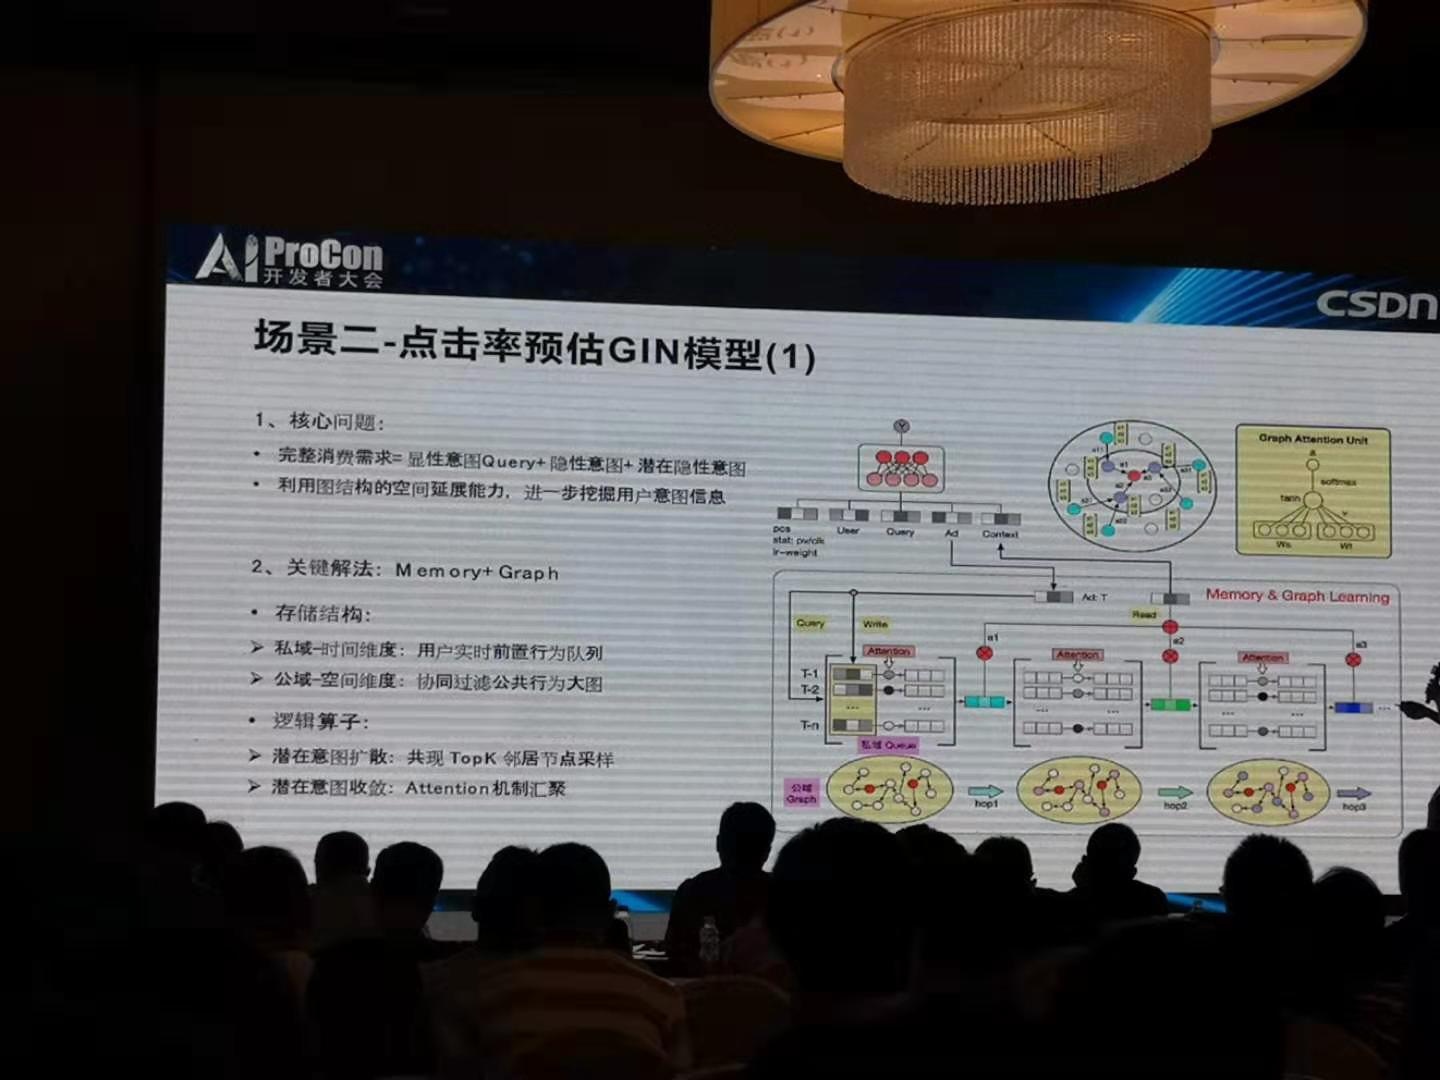 AI ProCon
开发者大会
CSDN
场景二-点击率预估GIN模型(1)
1、核心问题：
• 完整消费需求= 显性意图Query+ 隐性意图+ 潜在隐性意图
• 利用图结构的空间延展能力，进一步挖掘用户意图信息
2、关键解法：Memory+Graph
• 存储结构：
➢ 私域-时间维度：用户实时前置行为队列
➢ 公域-空间维度：协同过滤公共行为大图
• 逻辑算子：
➢ 潜在意图扩散：共现 TopK 邻居节点采样
➢ 潜在意图收敛：Attention机制汇聚
Y
pcs
stat: pv/clk
lr-weight
User
Query
Ad
Context
Graph Attention Unit
a
softmax
tanh
v
Ws
Wt
Memory & Graph Learning
Ad: T
Read
Query
Write
a1
a2
a3
Attention
Attention
Attention
T-1
T-2
...
T-n
私域 Queue
公域
Graph
hop1
hop2
hop3